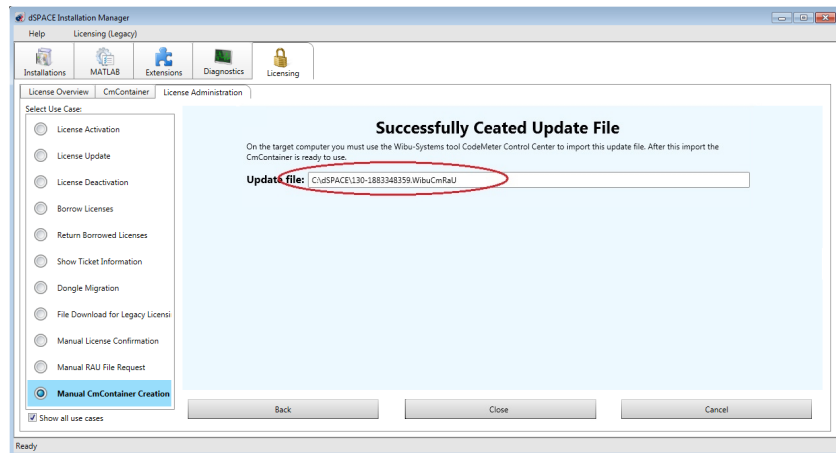 dSPACE Installation Manager
Help Licensing (Legacy)
Installations MATLAB Extensions Diagnostics Licensing
License Overview CmContainer License Administration
Select Use Case:
License Activation
License Update
License Deactivation
Borrow Licenses
Return Borrowed Licenses
Show Ticket Information
Dongle Migration
File Download for Legacy Licensi
Manual License Confirmation
Manual RAU File Request
Manual CmContainer Creation
Show all use cases
Successfully Ceated Update File
On the target computer you must use the Wibu-Systems tool CodeMeter Control Center to import this update file. After this import the
CmContainer is ready to use.
Update file: C:\dSPACE\130-1883348359.WibuCmRaU
Back Close Cancel
Ready